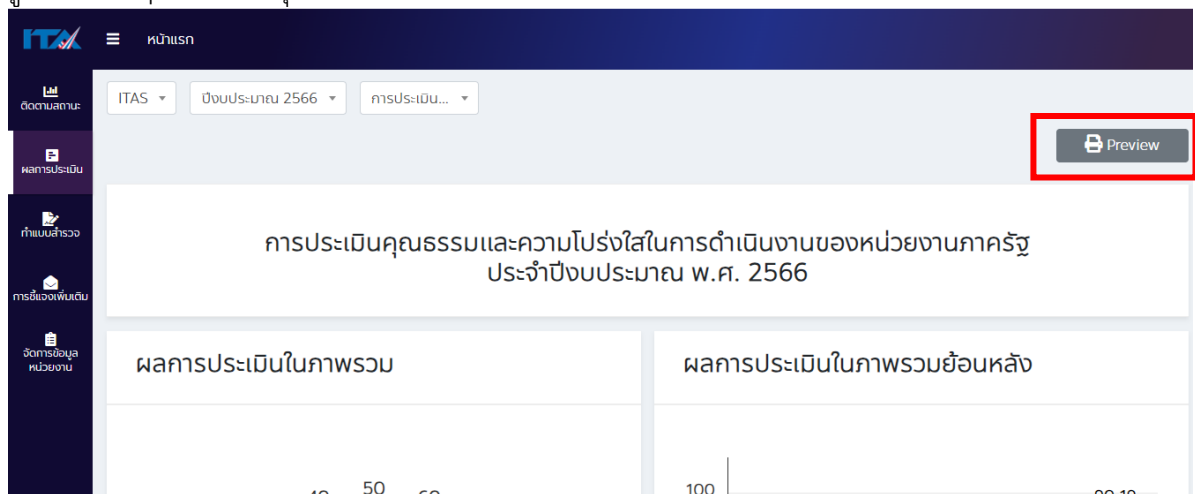 ITA
หน้าแรก
ติดตามสถานะ
ITAS
ปีงบประมาณ 2566
การประเมิน...
ผลการประเมิน
Preview
ทำแบบสำรวจ
การประเมินคุณธรรมและความโปร่งใสในการดำเนินงานของหน่วยงานภาครัฐ
ประจำปีงบประมาณ พ.ศ. 2566
การชี้แจงเพิ่มเติม
จัดการข้อมูล
หน่วยงาน
ผลการประเมินในภาพรวม
ผลการประเมินในภาพรวมย้อนหลัง
50
100